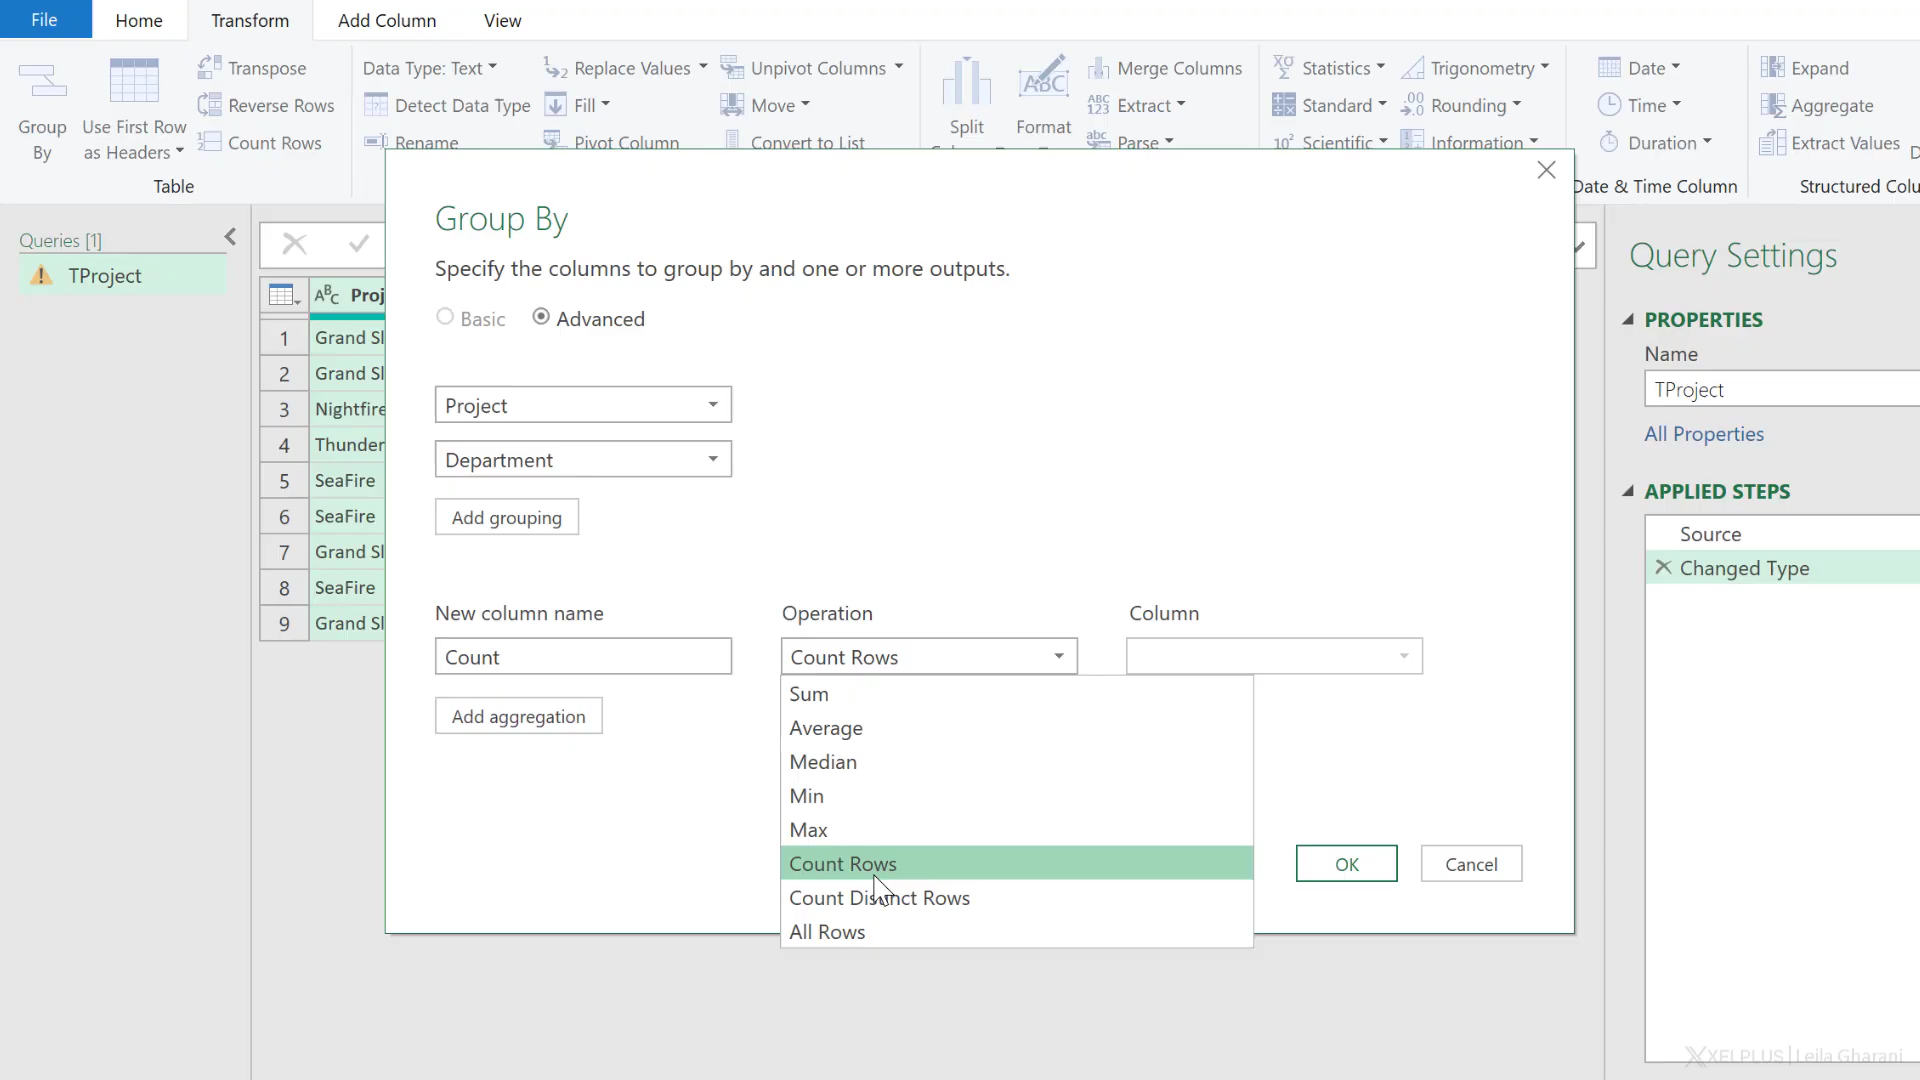 File Home Transform Add Column View
Transpose Data Type: Text Replace Values Unpivot Columns Merge Columns Statistics Trigonometry Date Expand
Reverse Rows Detect Data Type Fill Move Extract Standard Rounding Time Aggregate
Group By Use First Row as Headers Split Format
Count Rows Rename Pivot Column Convert to List Parse Scientific Information Duration Extract Values
Table Date & Time Column Structured Colu
Queries [1]
TProject
ABC Proj
1 Grand Sl
2 Grand Sl
3 Nightfire
4 Thunder
5 SeaFire
6 SeaFire
7 Grand Sl
8 SeaFire
9 Grand Sl
Group By
Specify the columns to group by and one or more outputs.
Basic Advanced
Project
Department
Add grouping
New column name Operation Column
Count Count Rows
Add aggregation
Sum
Average
Median
Min
Max
Count Rows
Count Distinct Rows
All Rows
OK Cancel
Query Settings
PROPERTIES
Name
TProject
All Properties
APPLIED STEPS
Source
Changed Type
XELPLUS | Leila Gharani